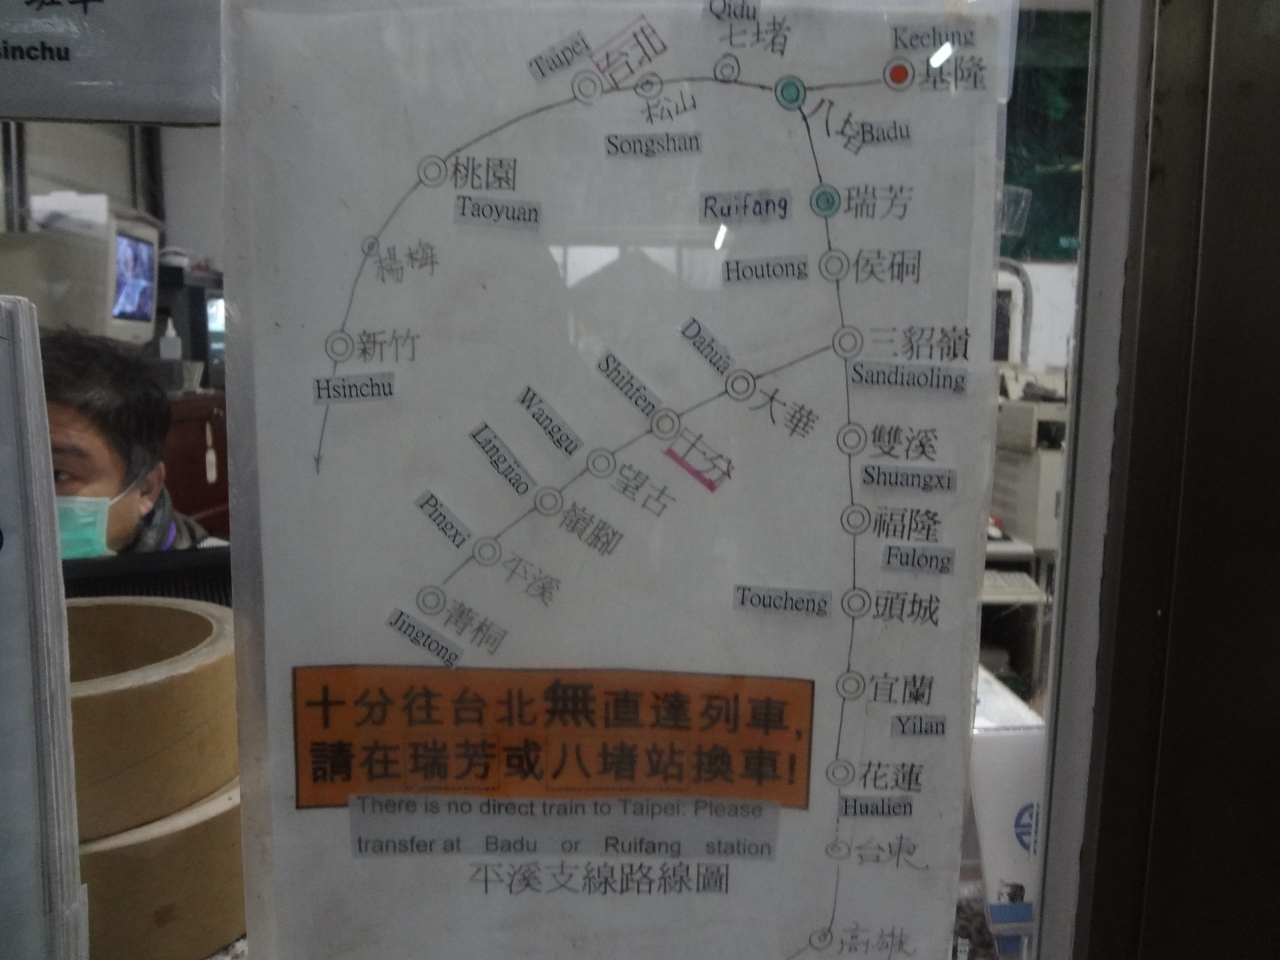 sinchu
Qidu
七堵
Keelung
基隆
Taipei
台北
松山
Songshan
八堵
Badu
桃園
Taoyuan
Ruifang
瑞芳
楊梅
Houtong
侯硐
新竹
Hsinchu
三貂嶺
Sandiaoling
Dahua
大華
Shihfen
十分
雙溪
Shuangxi
Wanggu
望古
Lingjiao
嶺腳
福隆
Fulong
Pingxi
平溪
Toucheng
頭城
菁桐
Jingtong
宜蘭
Yilan
十分往台北無直達列車,
請在瑞芳或八堵站換車!
花蓮
Hualien
There is no direct train to Taipei. Please
transfer at Badu or Ruifang station
台東
平溪支線路線圖
高雄